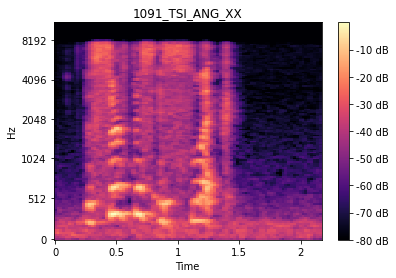 1091_TSI_ANG_XX
8192
4096
2048
1024
512
0
Hz
0
0.5
1
1.5
2
Time
-10 dB
-20 dB
-30 dB
-40 dB
-50 dB
-60 dB
-70 dB
-80 dB